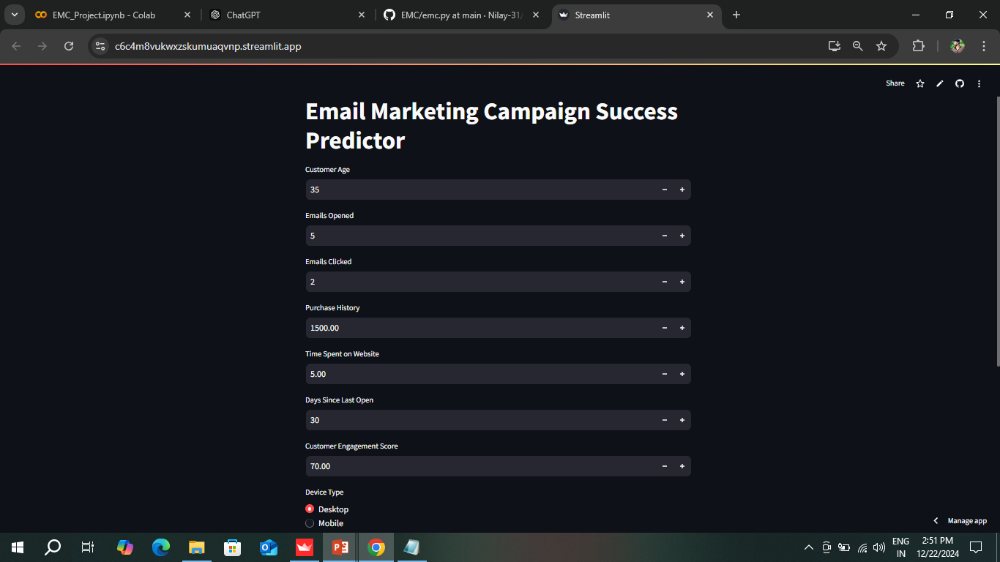 EMC_Project.ipynb - Colab
ChatGPT
EMC/emc.py at main · Nilay-31/
Streamlit
c6c4m8vukwxzskumuaqvnp.streamlit.app
Share
Email Marketing Campaign Success
Predictor
Customer Age
35
Emails Opened
5
Emails Clicked
2
Purchase History
1500.00
Time Spent on Website
5.00
Days Since Last Open
30
Customer Engagement Score
70.00
Device Type
Desktop
Mobile
Manage app
ENG
IN
2:51 PM
12/22/2024